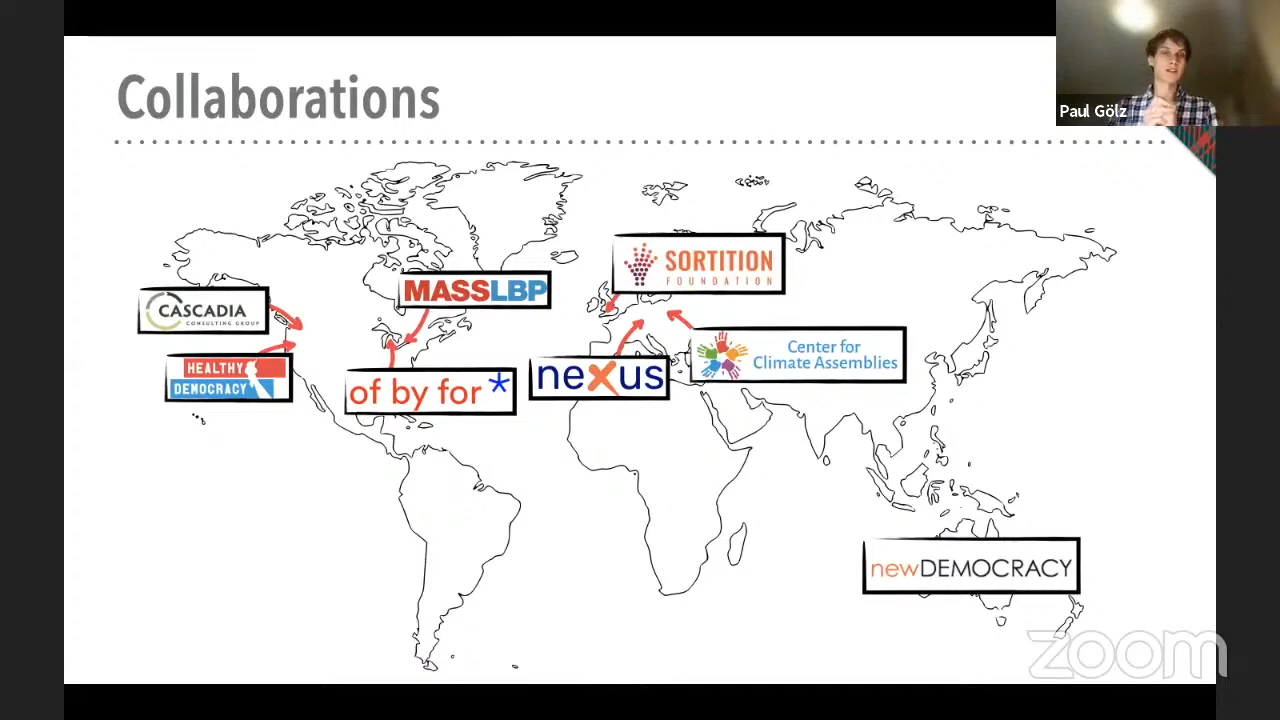 Collaborations
Paul Gölz
SORTITION
FOUNDATION
MASSLBP
CASCADIA
CONSULTING GROUP
HEALTHY
DEMOCRACY
of by for *
nexus
Center for
Climate Assemblies
newDEMOCRACY
zoom